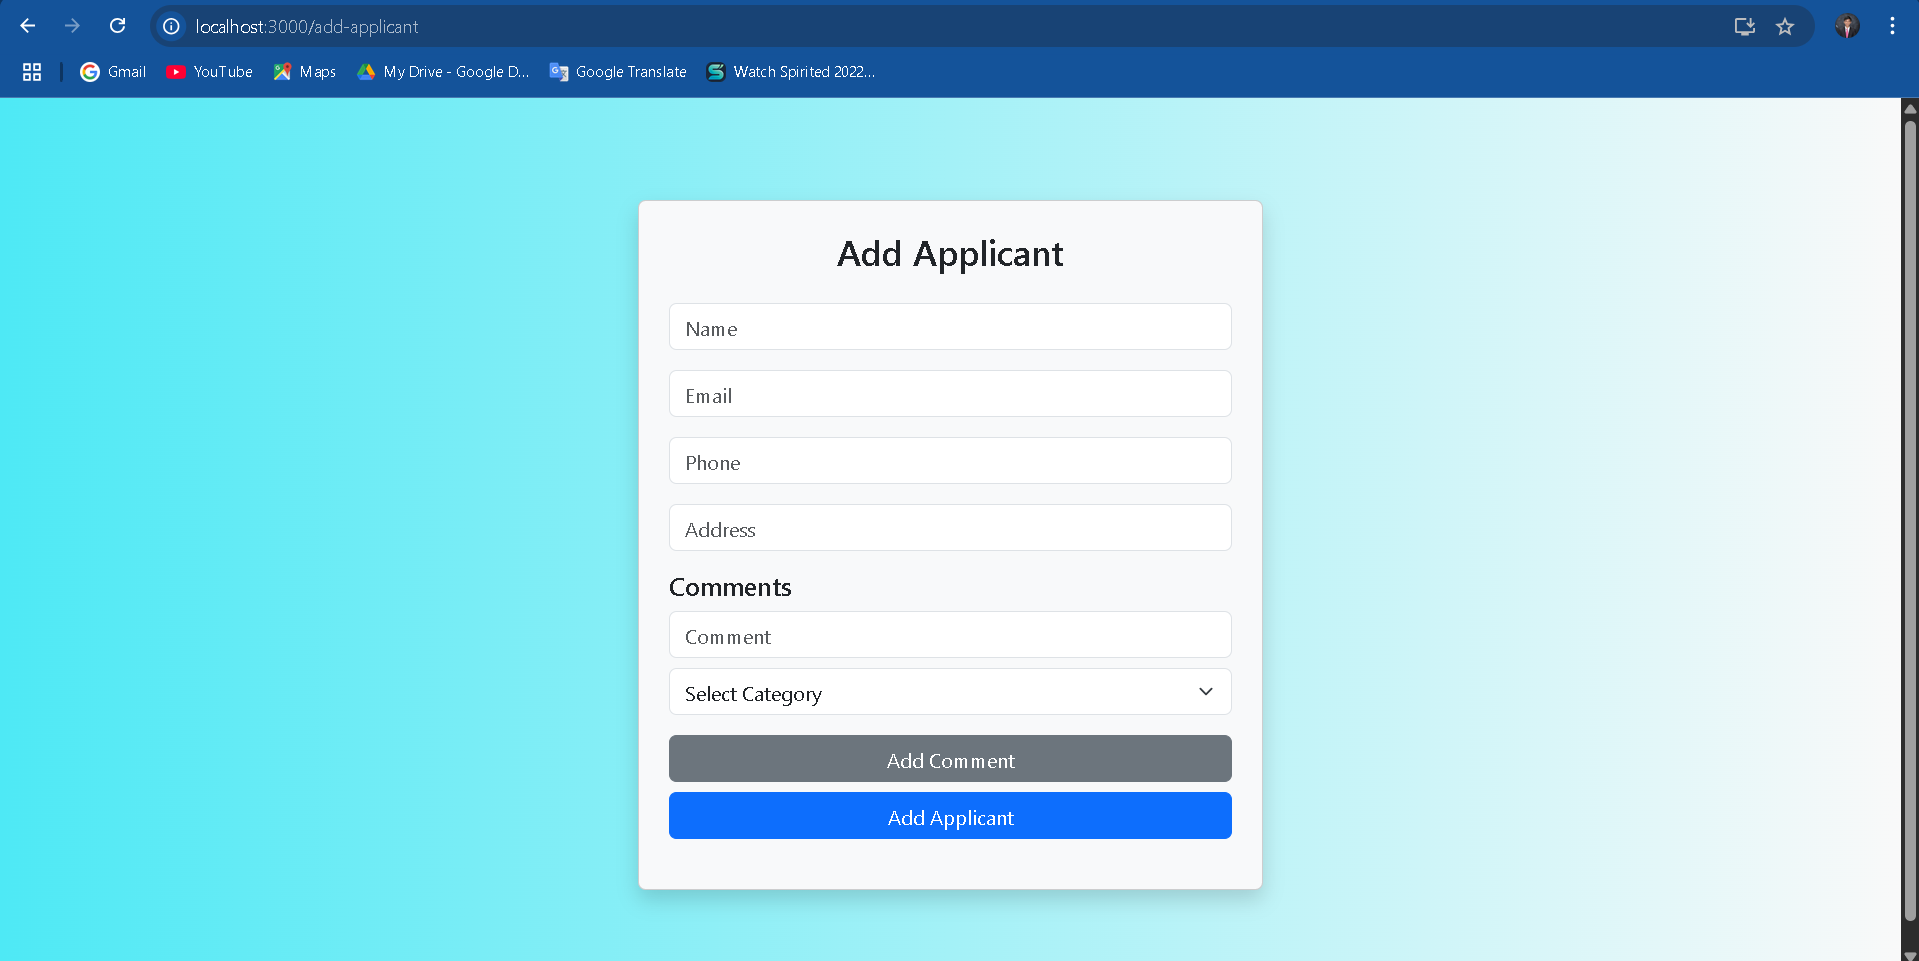 localhost:3000/add-applicant
Gmail YouTube Maps My Drive - Google D... Google Translate Watch Spirited 2022...
Add Applicant
Name
Email
Phone
Address
Comments
Comment
Select Category
Add Comment
Add Applicant